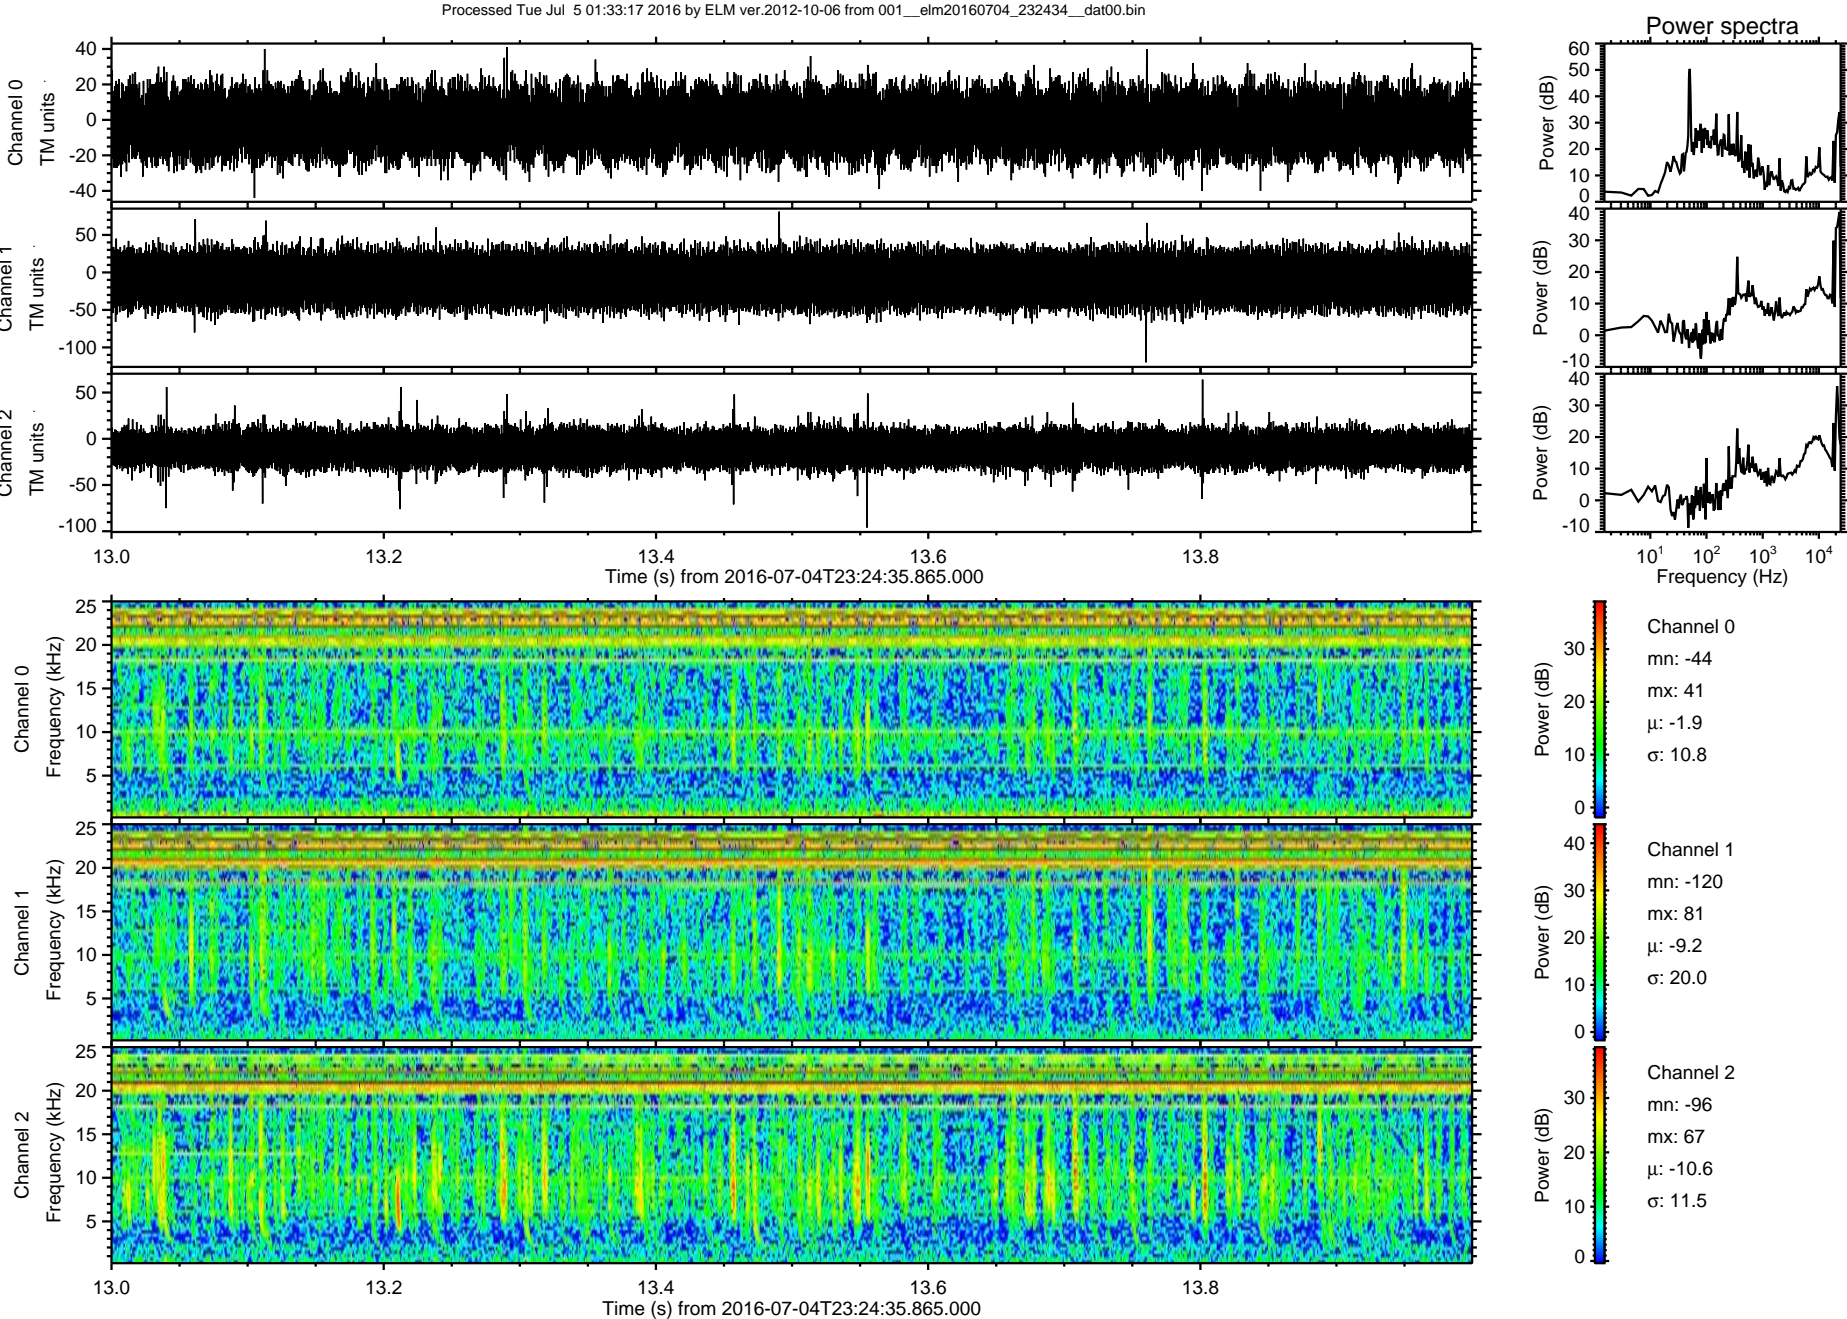 Processed Tue Jul 5 01:33:17 2016 by ELM ver.2012-10-06 from 001__elm20160704_232434__dat00.bin
Power spectra
Channel 0
TM units
40
20
0
-20
-40
Power (dB)
60
50
40
30
20
10
0
Channel 1
TM units
50
0
-50
-100
Power (dB)
40
30
20
10
0
-10
Channel 2
TM units
50
0
-50
-100
Power (dB)
40
30
20
10
0
-10
13.0 13.2 13.4 13.6 13.8
Time (s) from 2016-07-04T23:24:35.865.000
10^1 10^2 10^3 10^4
Frequency (Hz)
Channel 0
Frequency (kHz)
25
20
15
10
5
Power (dB)
30
20
10
0
Channel 0
mn: -44
mx: 41
μ: -1.9
σ: 10.8
Channel 1
Frequency (kHz)
25
20
15
10
5
Power (dB)
40
30
20
10
0
Channel 1
mn: -120
mx: 81
μ: -9.2
σ: 20.0
Channel 2
Frequency (kHz)
25
20
15
10
5
Power (dB)
30
20
10
0
Channel 2
mn: -96
mx: 67
μ: -10.6
σ: 11.5
13.0 13.2 13.4 13.6 13.8
Time (s) from 2016-07-04T23:24:35.865.000